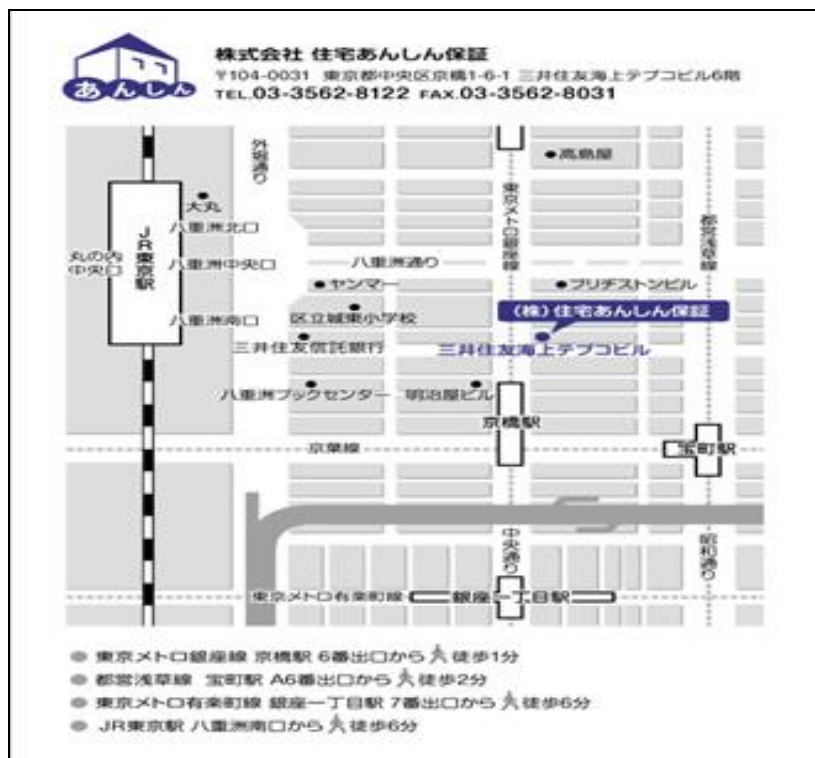 あんしん
株式会社 住宅あんしん保証
〒104-0031 東京都中央区京橋1-6-1 三井住友海上テプコビル6階
TEL.03-3562-8122 FAX.03-3562-8031
外堀通り
高島屋
大丸
JR東京駅
八重洲北口
東京メトロ銀座線
都営浅草線
丸の内
中央口
八重洲中央口
八重洲通り
ヤンマー
ブリヂストンビル
区立城東小学校
(株)住宅あんしん保証
八重洲南口
三井住友信託銀行
三井住友海上テプコビル
八重洲ブックセンター
明治屋ビル
京橋駅
京葉線
宝町駅
中央通り
昭和通り
東京メトロ有楽町線
銀座一丁目駅
東京メトロ銀座線 京橋駅 6番出口から 徒歩1分
都営浅草線 宝町駅 A6番出口から 徒歩2分
東京メトロ有楽町線 銀座一丁目駅 7番出口から 徒歩6分
JR東京駅 八重洲南口から 徒歩6分